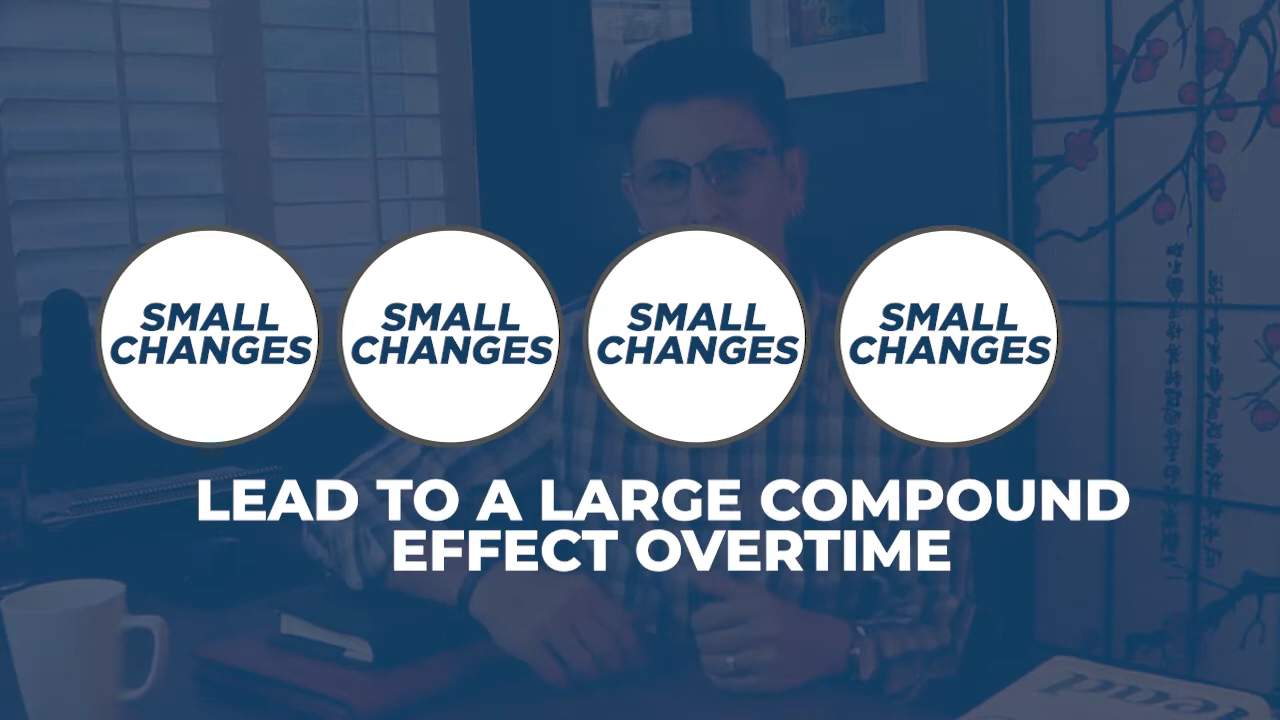 SMALL
CHANGES
SMALL
CHANGES
SMALL
CHANGES
SMALL
CHANGES
LEAD TO A LARGE COMPOUND
EFFECT OVERTIME